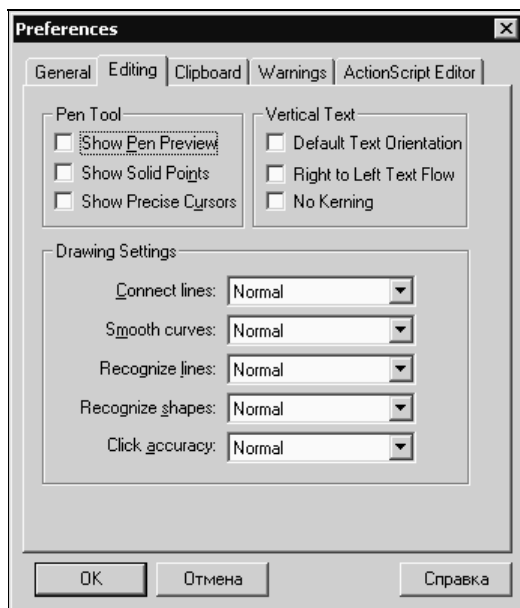 Preferences
General Editing Clipboard Warnings ActionScript Editor
Pen Tool
Show Pen Preview
Show Solid Points
Show Precise Cursors
Vertical Text
Default Text Orientation
Right to Left Text Flow
No Kerning
Drawing Settings
Connect lines: Normal
Smooth curves: Normal
Recognize lines: Normal
Recognize shapes: Normal
Click accuracy: Normal
OK Отмена Справка